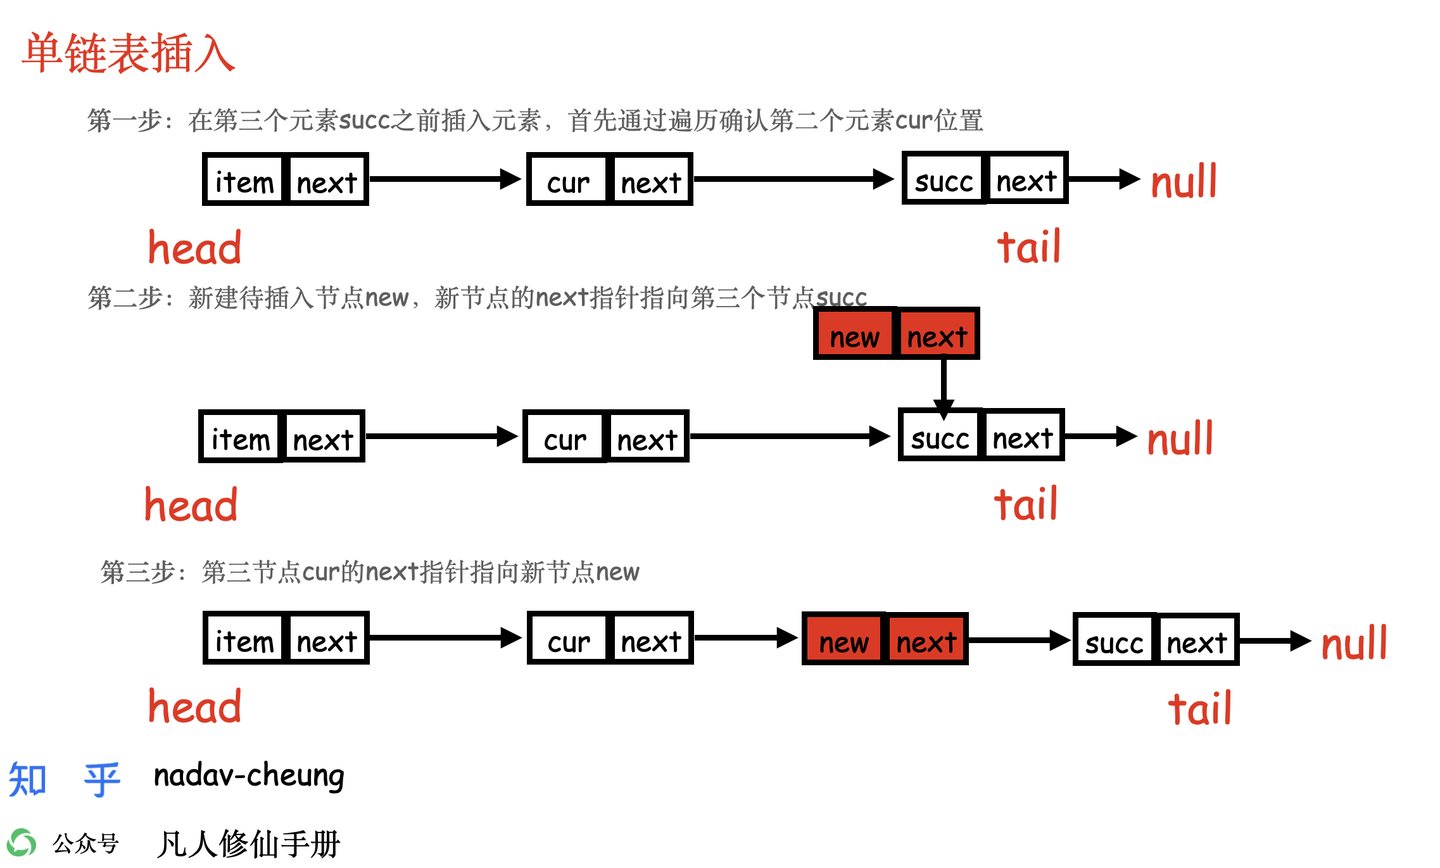 单链表插入
第一步：在第三个元素succ之前插入元素，首先通过遍历确认第二个元素cur位置
item next cur next succ next null
head tail
第二步：新建待插入节点new，新节点的next指针指向第三个节点succ
new next
item next cur next succ next null
head tail
第三步：第三节点cur的next指针指向新节点new
item next cur next new next succ next null
head tail
知 乎 nadav-cheung
公众号 凡人修仙手册